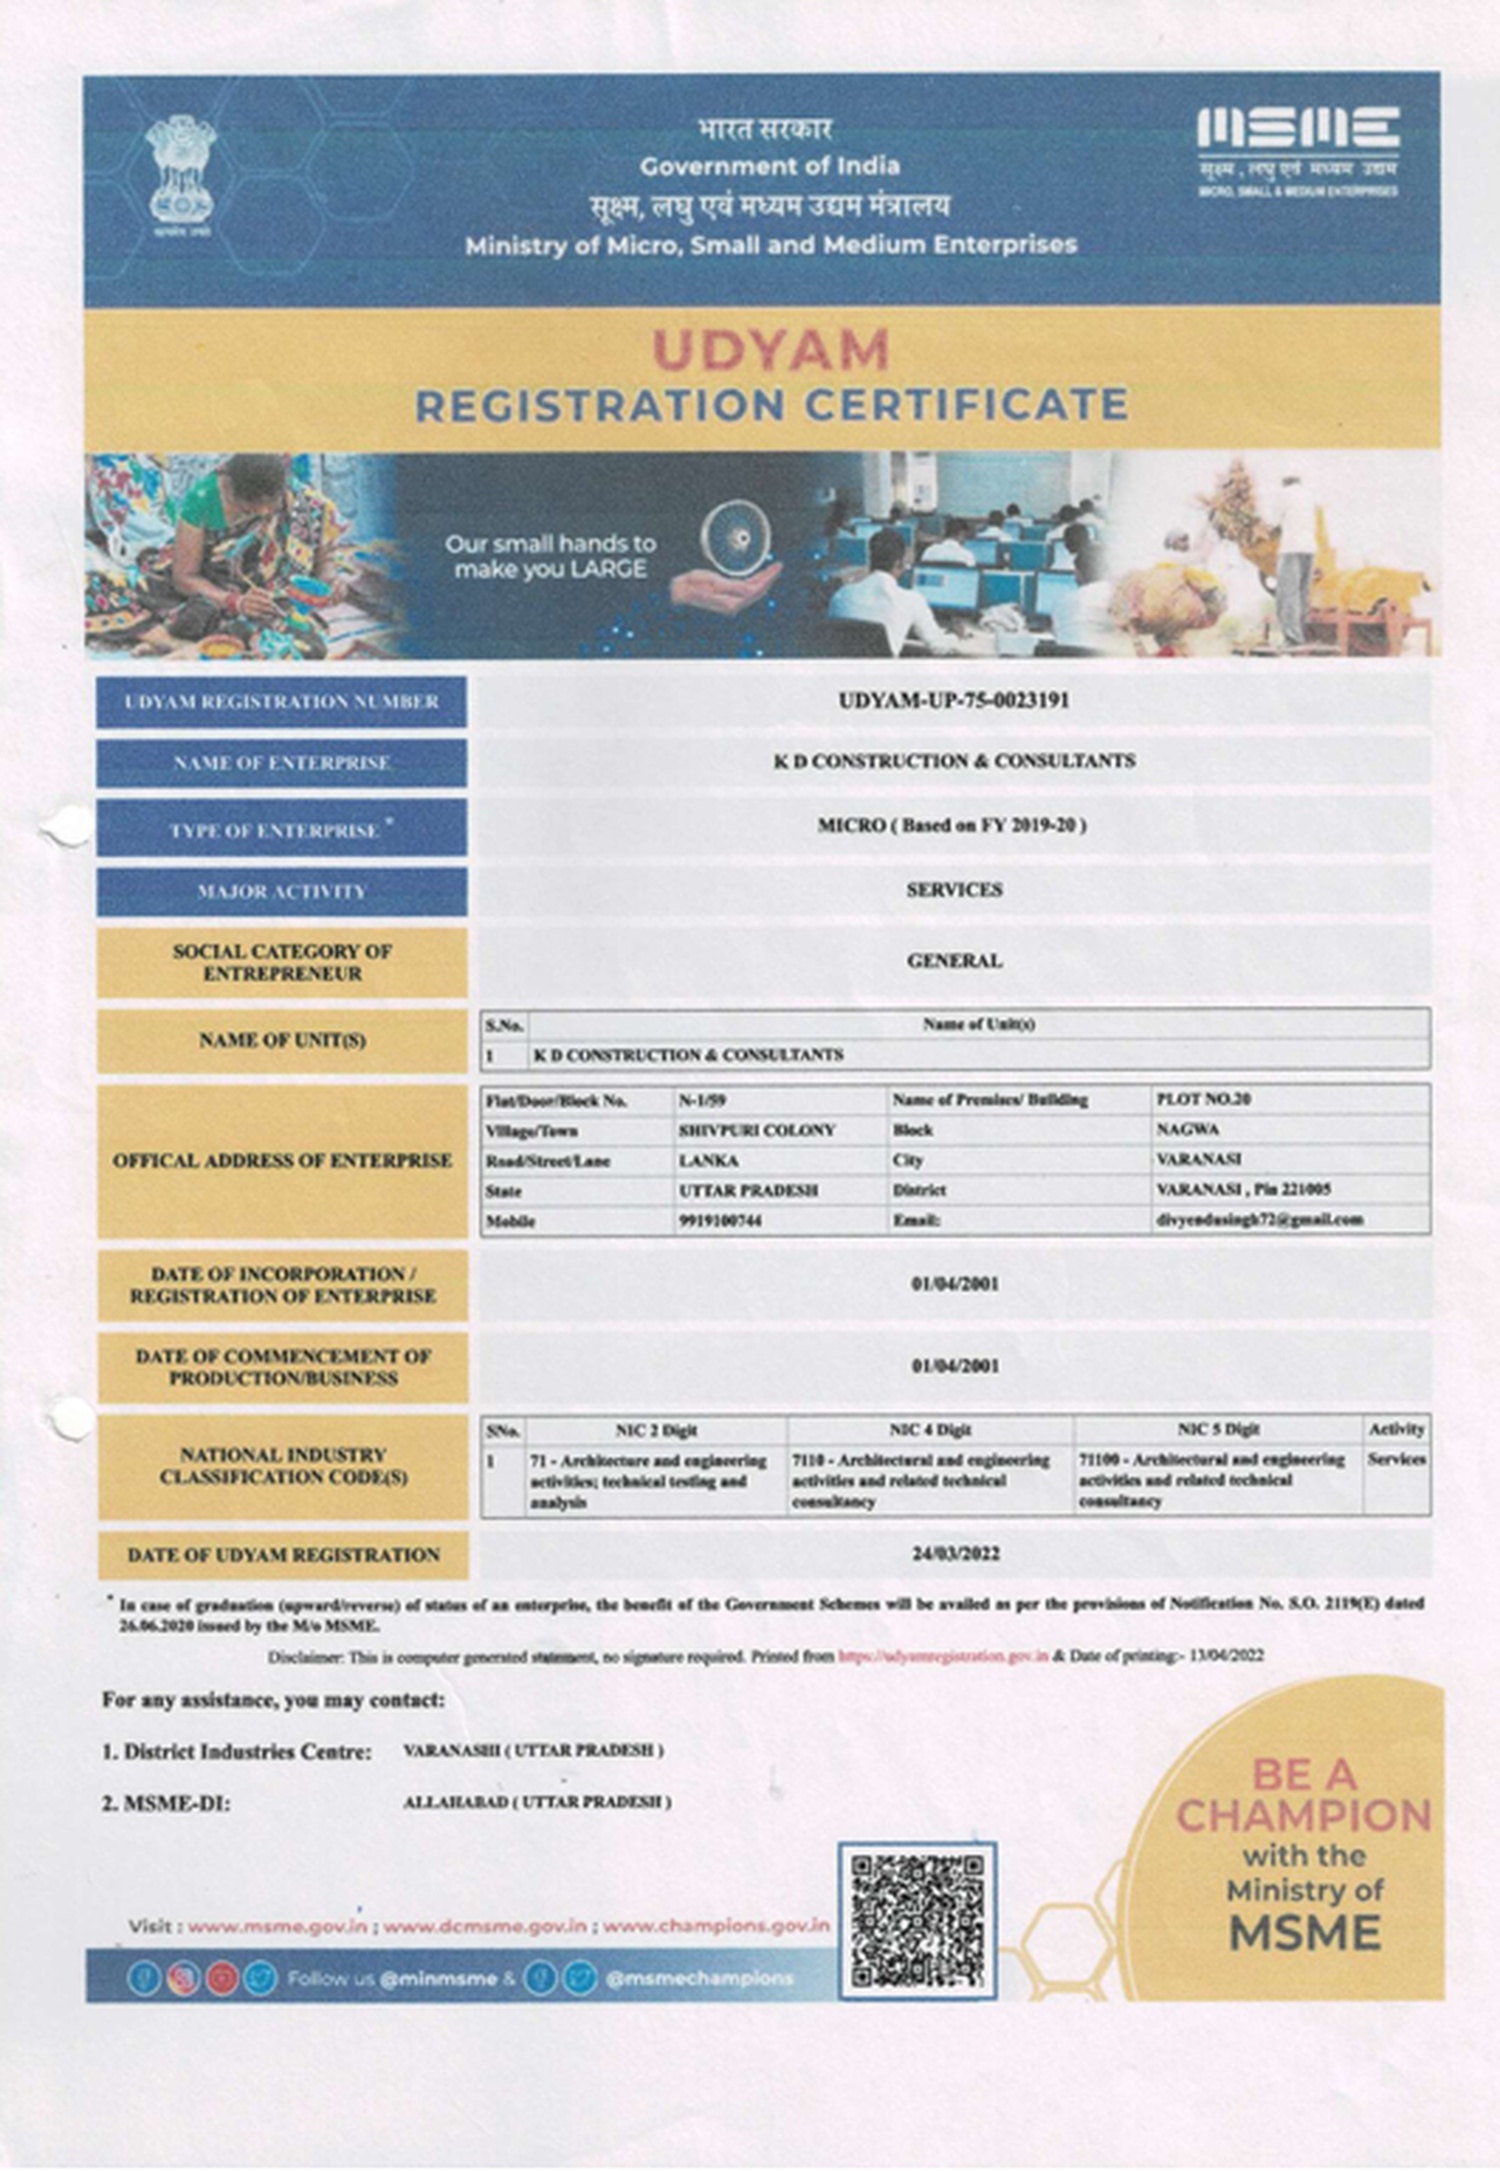 भारत सरकार
Government of India
सूक्ष्म, लघु एवं मध्यम उद्यम मंत्रालय
Ministry of Micro, Small and Medium Enterprises
MSME
सूक्ष्म, लघु एवं मध्यम उद्यम
MICRO, SMALL & MEDIUM ENTERPRISES
सत्यमेव जयते
UDYAM
REGISTRATION CERTIFICATE
Our small hands to
make you LARGE
UDYAM REGISTRATION NUMBER UDYAM-UP-75-0023191
NAME OF ENTERPRISE K D CONSTRUCTION & CONSULTANTS
TYPE OF ENTERPRISE * MICRO ( Based on FY 2019-20 )
MAJOR ACTIVITY SERVICES
SOCIAL CATEGORY OF
ENTREPRENEUR
GENERAL
NAME OF UNIT(S)
S.No. Name of Unit(s)
1 K D CONSTRUCTION & CONSULTANTS
OFFICAL ADDRESS OF ENTERPRISE
Flat/Door/Block No. N-1/59 Name of Premises/ Building PLOT NO.20
Village/Town SHIVPURI COLONY Block NAGWA
Road/Street/Lane LANKA City VARANASI
State UTTAR PRADESH District VARANASI , Pin 221005
Mobile 9919100744 Email: divyendusingh72@gmail.com
DATE OF INCORPORATION /
REGISTRATION OF ENTERPRISE
01/04/2001
DATE OF COMMENCEMENT OF
PRODUCTION/BUSINESS
01/04/2001
NATIONAL INDUSTRY
CLASSIFICATION CODE(S)
SNo. NIC 2 Digit NIC 4 Digit NIC 5 Digit Activity
1 71 - Architecture and engineering 7110 - Architectural and engineering 71100 - Architectural and engineering Services
activities; technical testing and activities and related technical activities and related technical
analysis consultancy consultancy
DATE OF UDYAM REGISTRATION 24/03/2022
* In case of graduation (upward/reverse) of status of an enterprise, the benefit of the Government Schemes will be availed as per the provisions of Notification No. S.O. 2119(E) dated
26.06.2020 issued by the M/o MSME.
Disclaimer: This is computer generated statement, no signature required. Printed from https://udyamregistration.gov.in & Date of printing:- 13/04/2022
For any assistance, you may contact:
1. District Industries Centre: VARANASHI ( UTTAR PRADESH )
2. MSME-DI: ALLAHABAD ( UTTAR PRADESH )
BE A
CHAMPION
with the
Ministry of
MSME
Visit : www.msme.gov.in ; www.dcmsme.gov.in ; www.champions.gov.in
Follow us @minmsme & @msmechampions